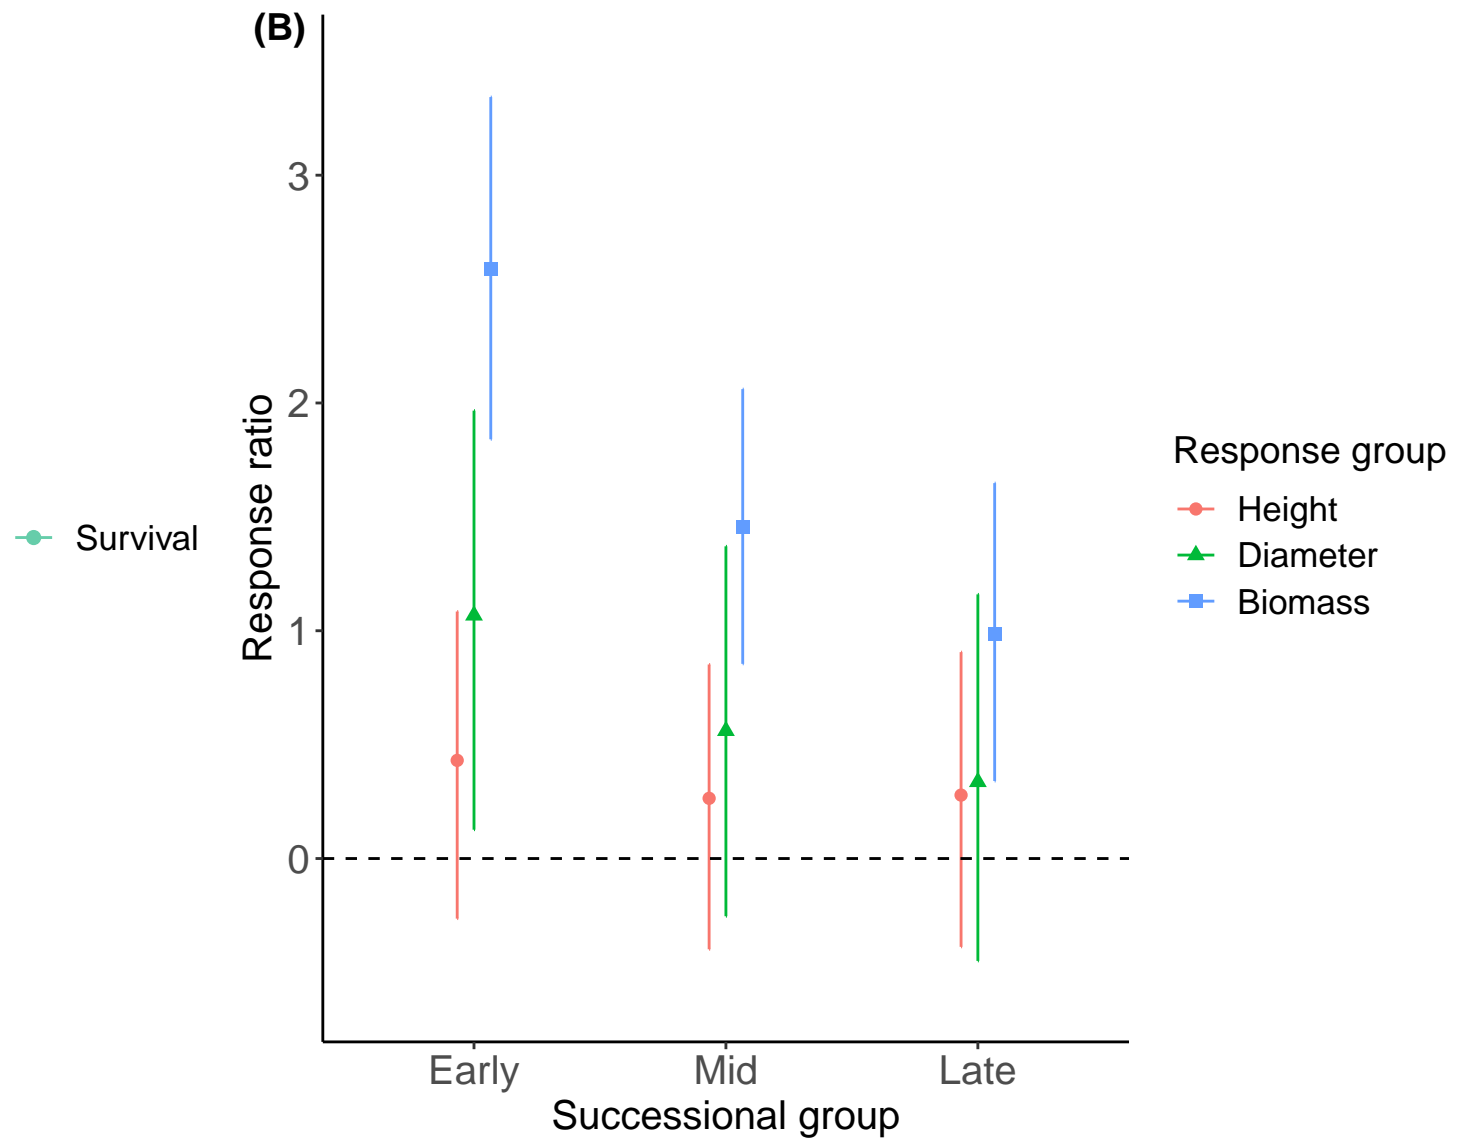 (B)
3
2
1
0
Response ratio
Early Mid Late
Successional group
Survival
Response group
Height
Diameter
Biomass